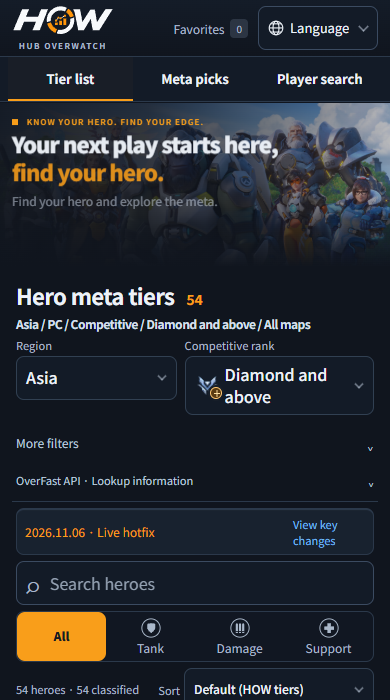 HOW
HUB OVERWATCH
Favorites 0
Language
Tier list Meta picks Player search
KNOW YOUR HERO. FIND YOUR EDGE.
Your next play starts here,
find your hero.
Find your hero and explore the meta.
Hero meta tiers 54
Asia / PC / Competitive / Diamond and above / All maps
Region Competitive rank
Asia
Diamond and
above
More filters
OverFast API · Lookup information
2026.11.06 · Live hotfix
View key
changes
Search heroes
All
Tank Damage Support
54 heroes · 54 classified Sort Default (HOW tiers)